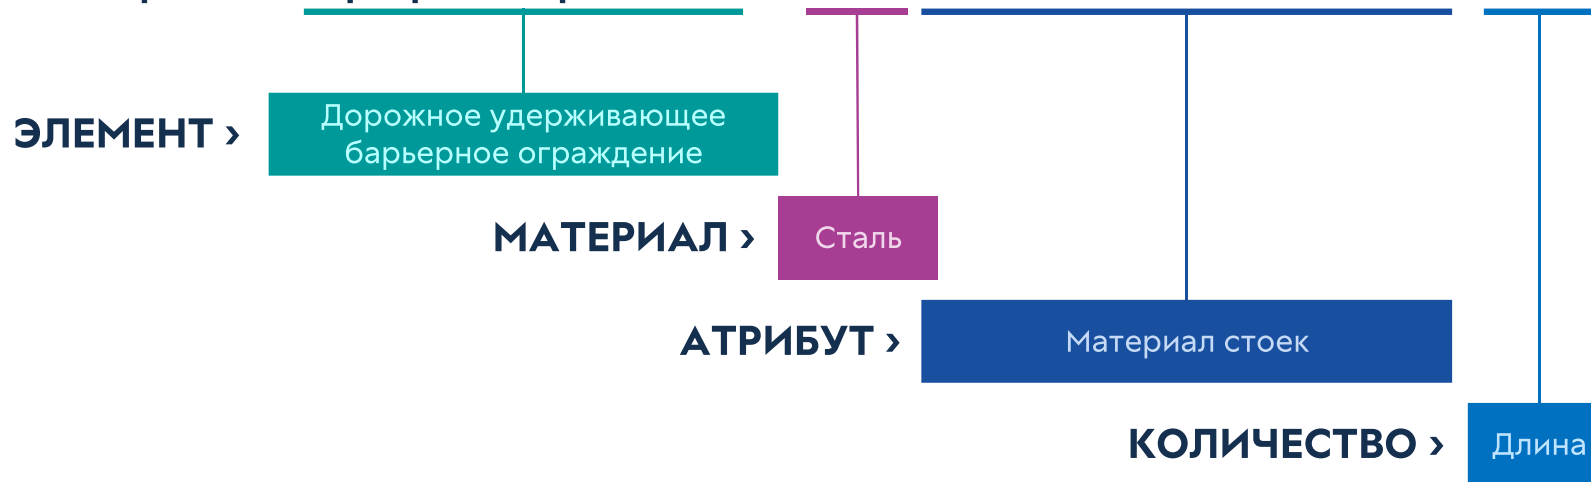 ЭЛЕМЕНТ ›
Дорожное удерживающее
барьерное ограждение
МАТЕРИАЛ ›
Сталь
АТРИБУТ ›
Материал стоек
КОЛИЧЕСТВО ›
Длина